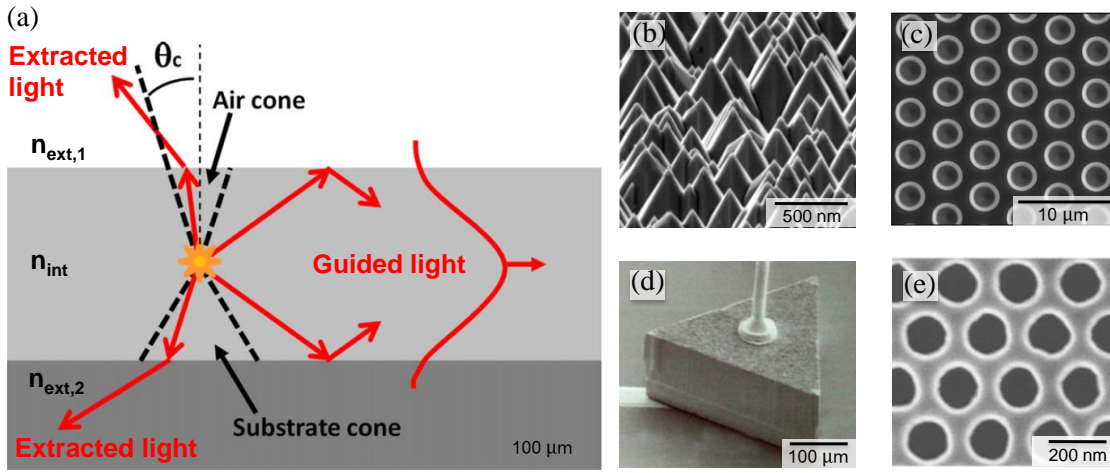 (a)
Extracted
light
θc
Air cone
next,1
nint
Guided light
next,2
Substrate cone
Extracted light
100 µm
(b)
500 nm
(c)
10 µm
(d)
100 µm
(e)
200 nm